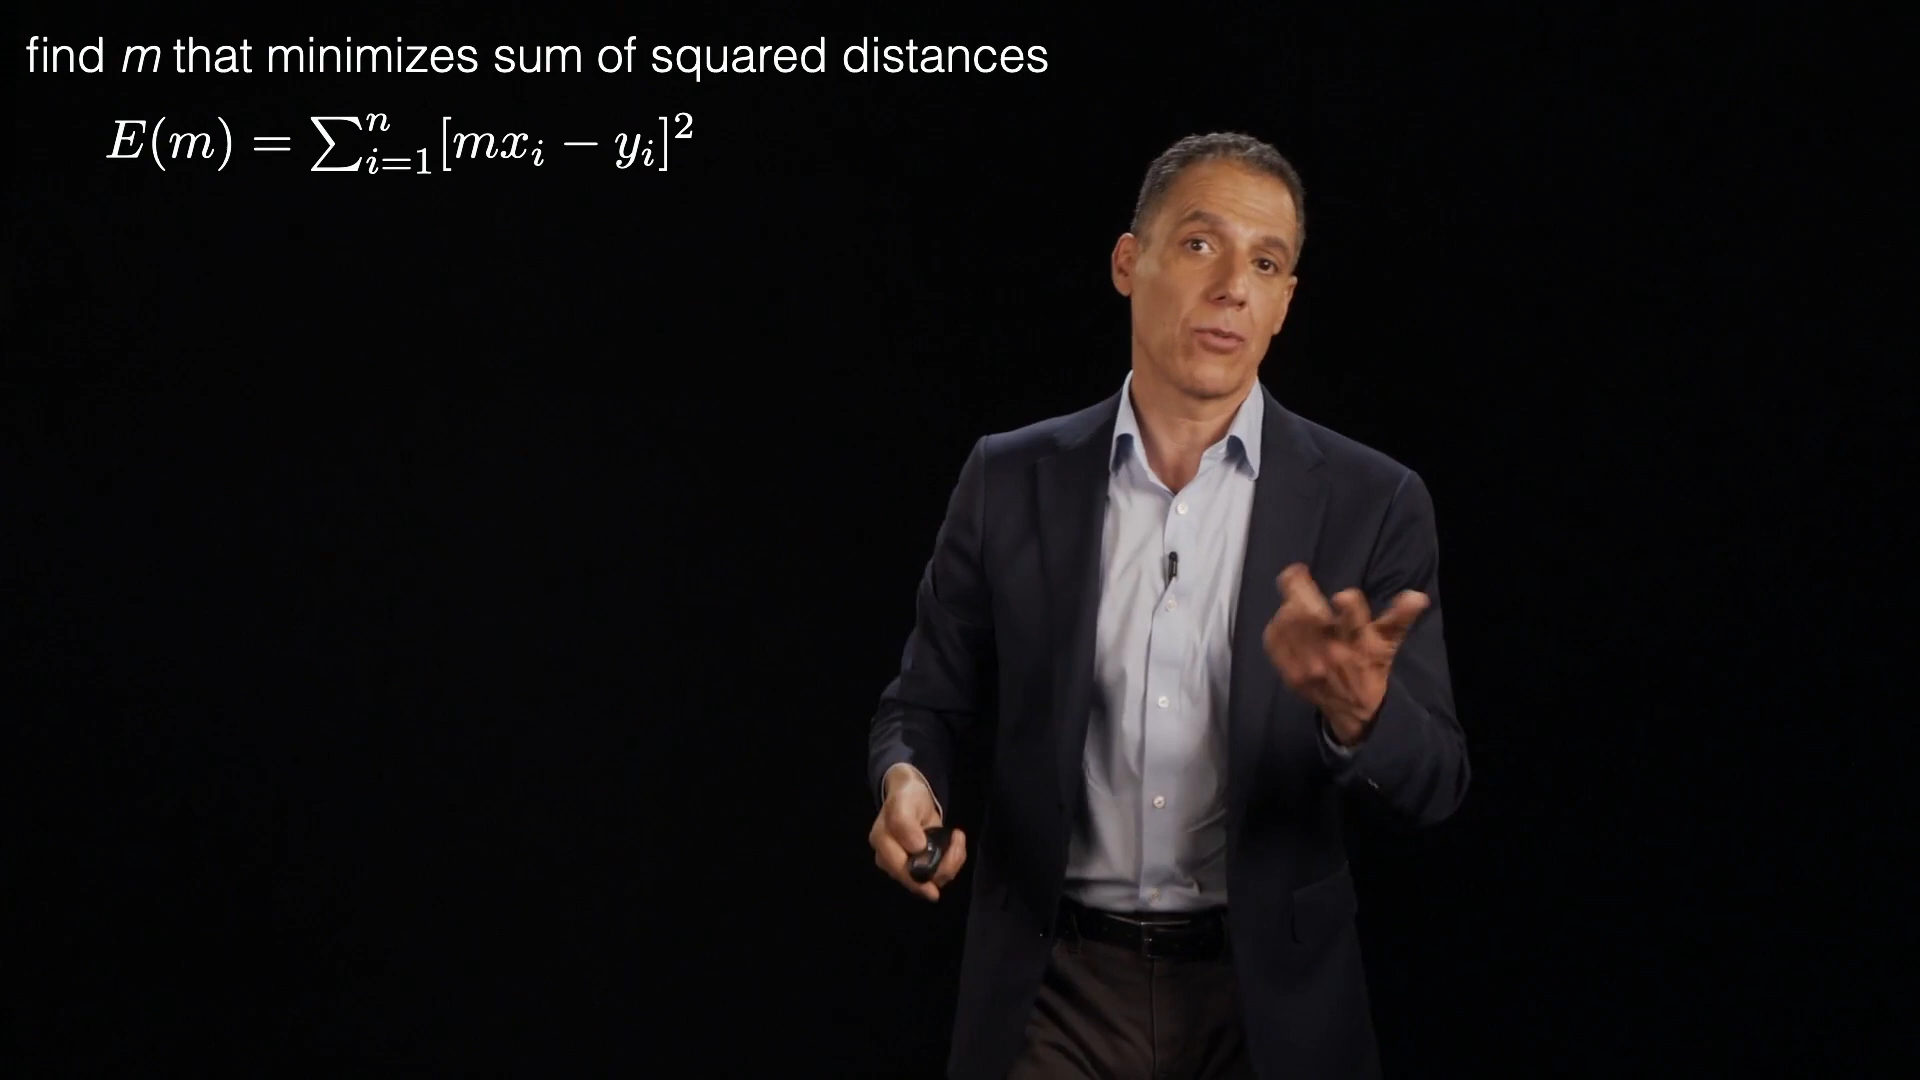 find m that minimizes sum of squared distances
E(m) = ∑ⁿᵢ₌₁[mxᵢ − yᵢ]²